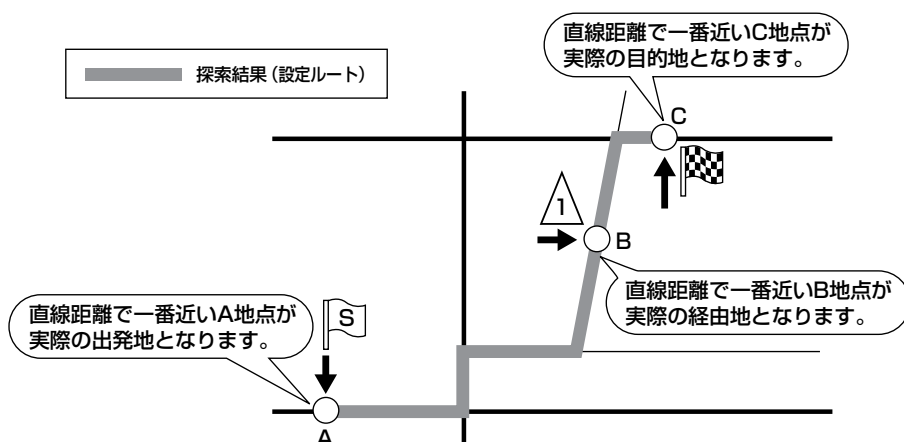 直線距離で一番近いC地点が
実際の目的地となります。
探索結果（設定ルート）
C
1
B
直線距離で一番近いB地点が
実際の経由地となります。
直線距離で一番近いA地点が
実際の出発地となります。
S
A